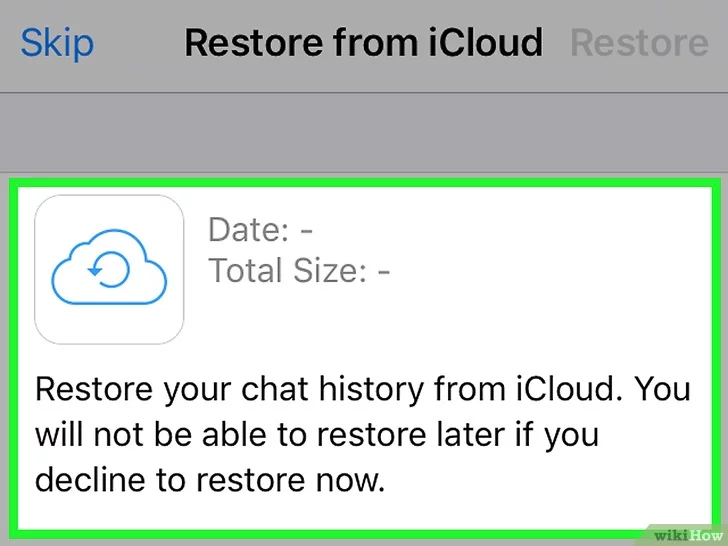 Skip Restore from iCloud Restore
Date: -
Total Size: -
Restore your chat history from iCloud. You
will not be able to restore later if you
decline to restore now.
wikiHow